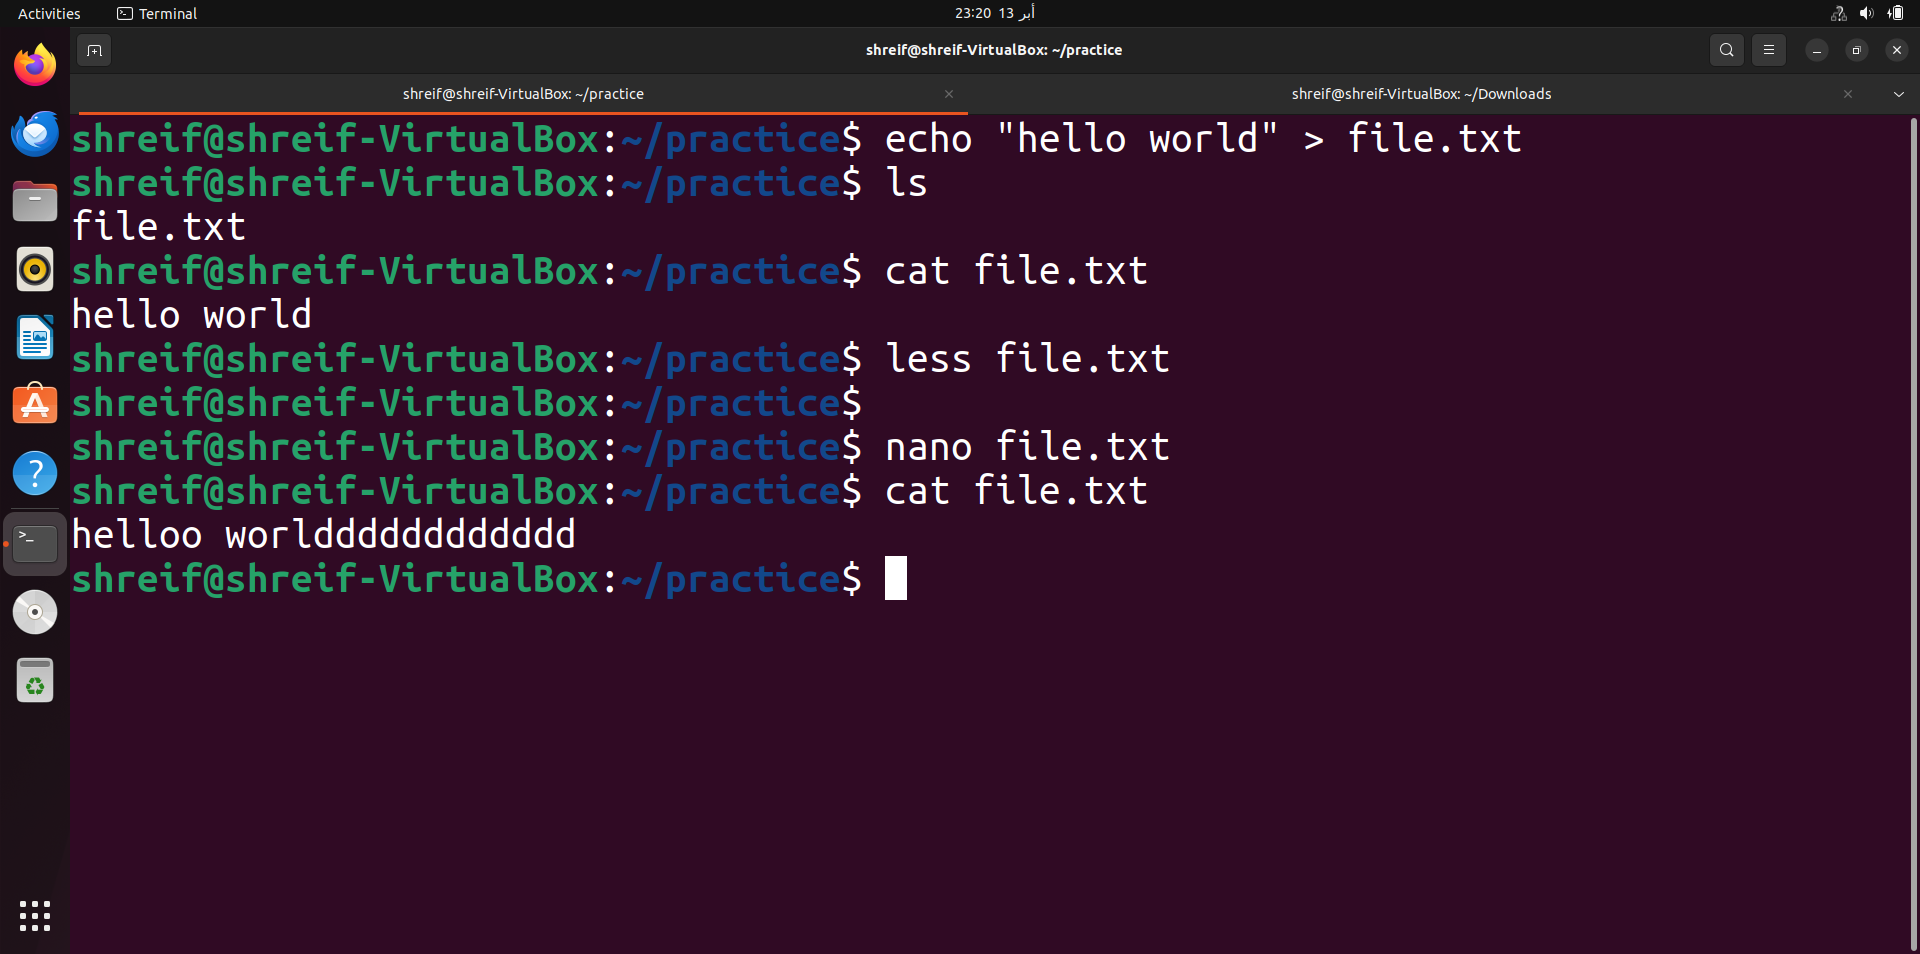 Activities Terminal 23:20 13 أبر
shreif@shreif-VirtualBox: ~/practice
shreif@shreif-VirtualBox: ~/practice shreif@shreif-VirtualBox: ~/Downloads
shreif@shreif-VirtualBox:~/practice$ echo "hello world" > file.txt
shreif@shreif-VirtualBox:~/practice$ ls
file.txt
shreif@shreif-VirtualBox:~/practice$ cat file.txt
hello world
shreif@shreif-VirtualBox:~/practice$ less file.txt
shreif@shreif-VirtualBox:~/practice$
shreif@shreif-VirtualBox:~/practice$ nano file.txt
shreif@shreif-VirtualBox:~/practice$ cat file.txt
helloo worldddddddddddd
shreif@shreif-VirtualBox:~/practice$